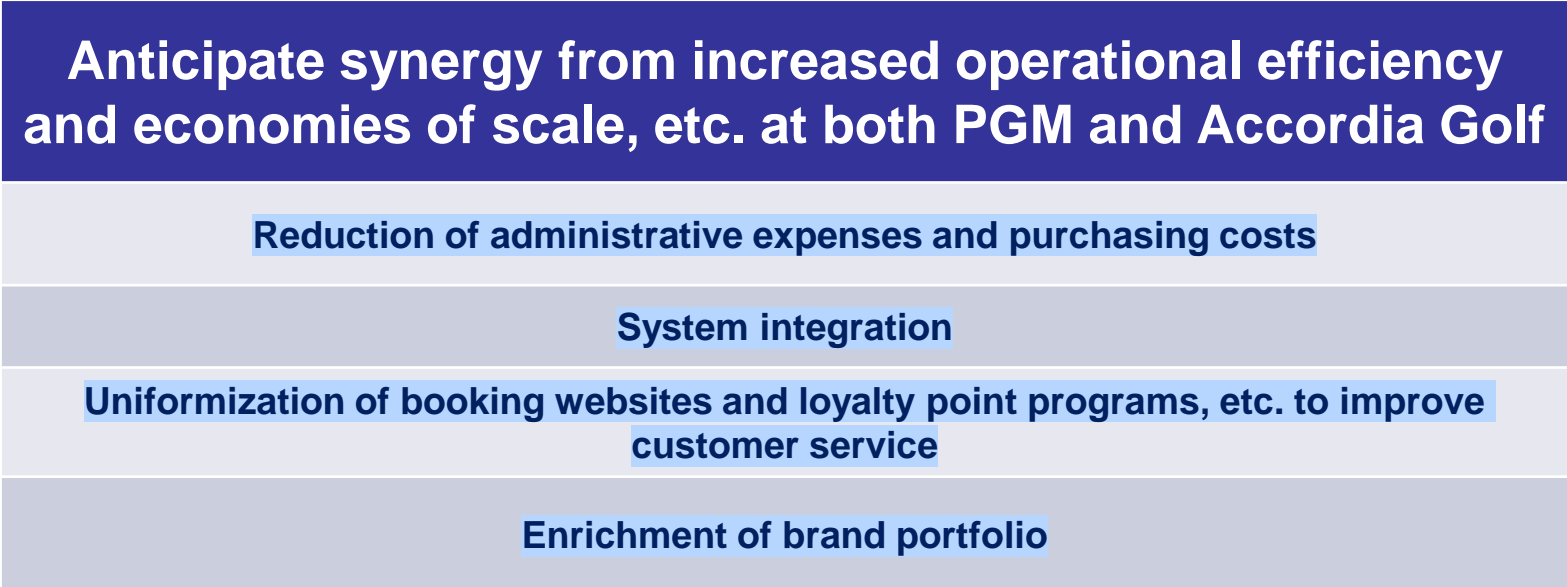 Anticipate synergy from increased operational efficiency
and economies of scale, etc. at both PGM and Accordia Golf
Reduction of administrative expenses and purchasing costs
System integration
Uniformization of booking websites and loyalty point programs, etc. to improve
customer service
Enrichment of brand portfolio